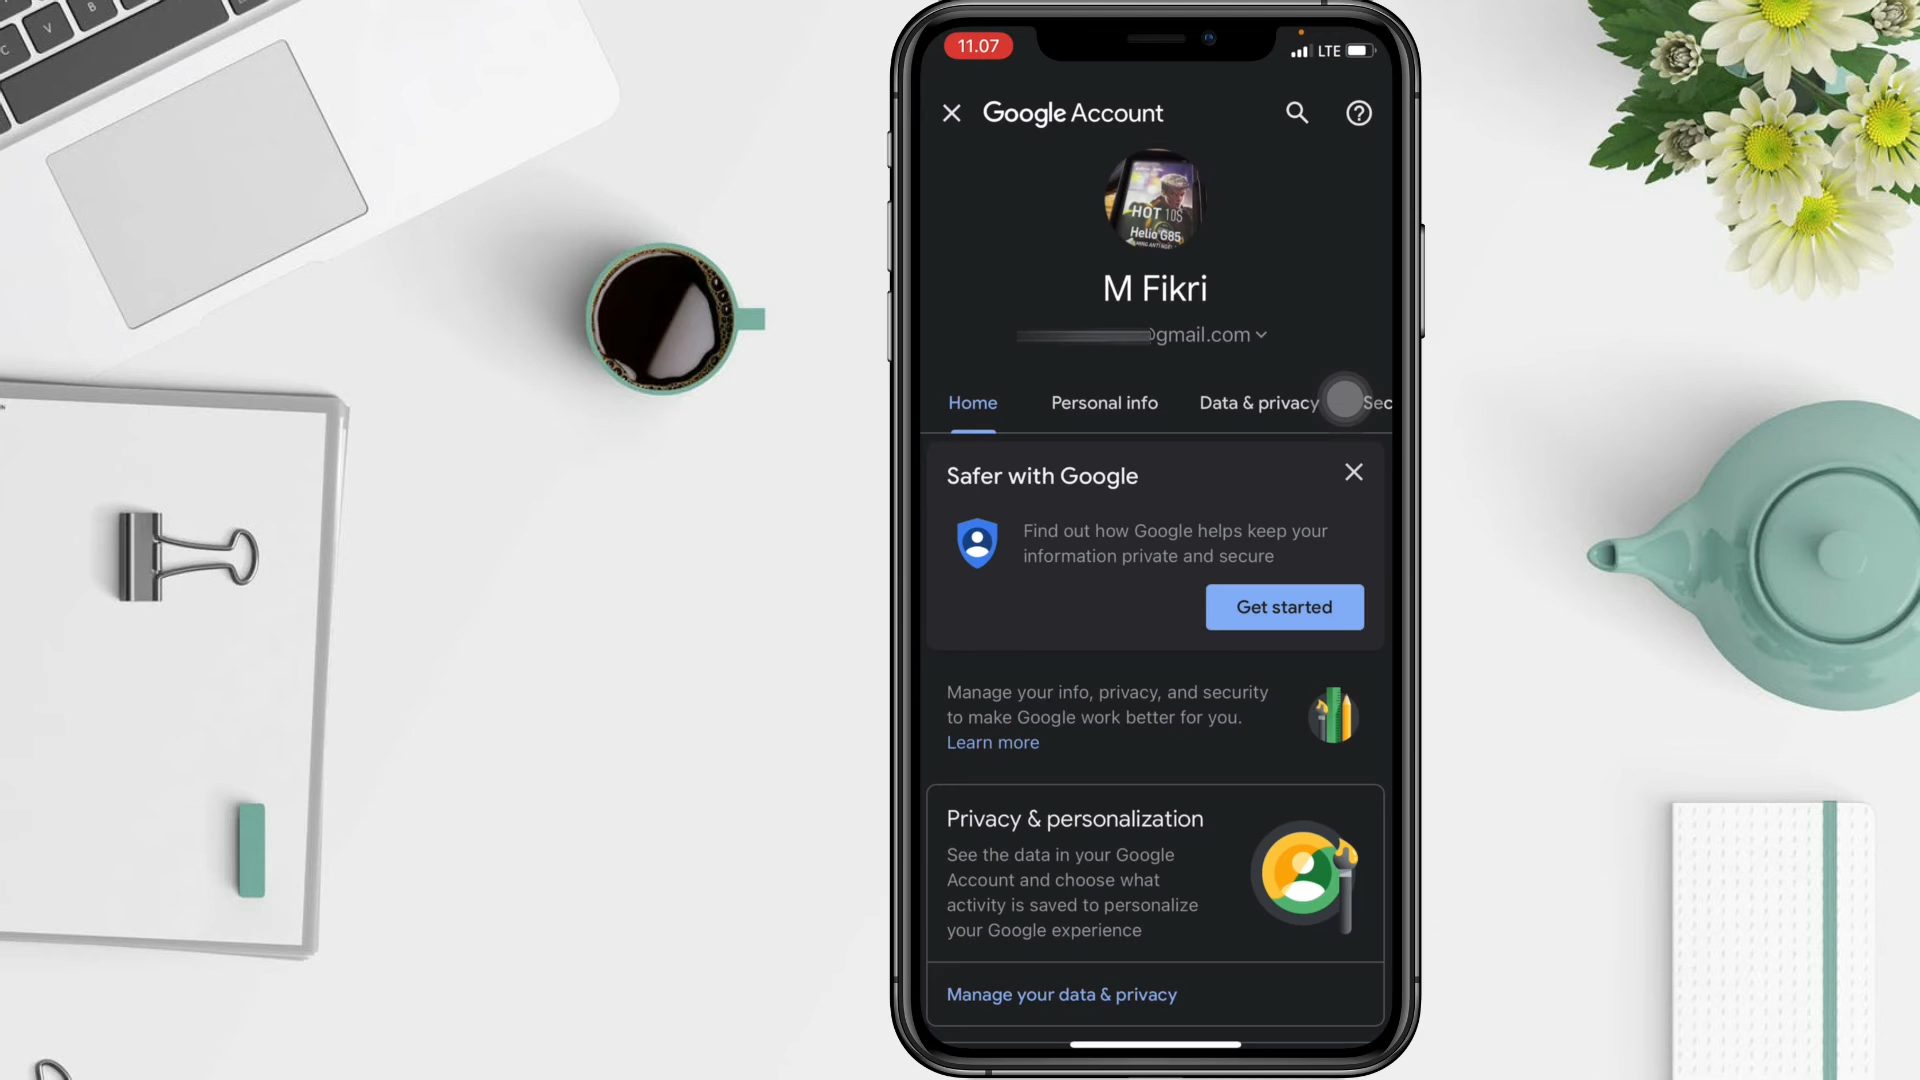 C V B
11.07 LTE
Google Account
HOT 10S
Helio G85
M Fikri
@gmail.com
Home Personal info Data & privacy Sec
Safer with Google
Find out how Google helps keep your
information private and secure
Get started
Manage your info, privacy, and security
to make Google work better for you.
Learn more
Privacy & personalization
See the data in your Google
Account and choose what
activity is saved to personalize
your Google experience
Manage your data & privacy